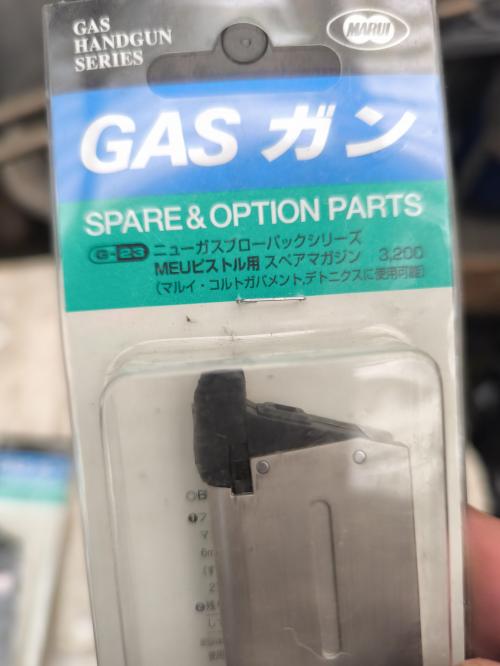 GAS
HANDGUN
SERIES
MARUI
GAS ガン
SPARE & OPTION PARTS
G-23 ニューガスブローバックシリーズ
MEUピストル用 スペアマガジン 3,200
(マルイ・コルトガバメント,デトニクスに使用可能)